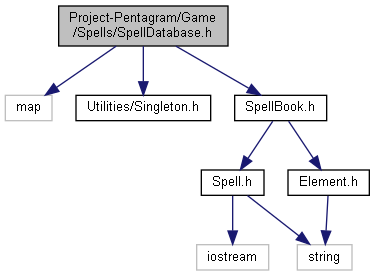 Project-Pentagram/Game
/Spells/SpellDatabase.h
map
Utilities/Singleton.h
SpellBook.h
Spell.h
Element.h
iostream
string